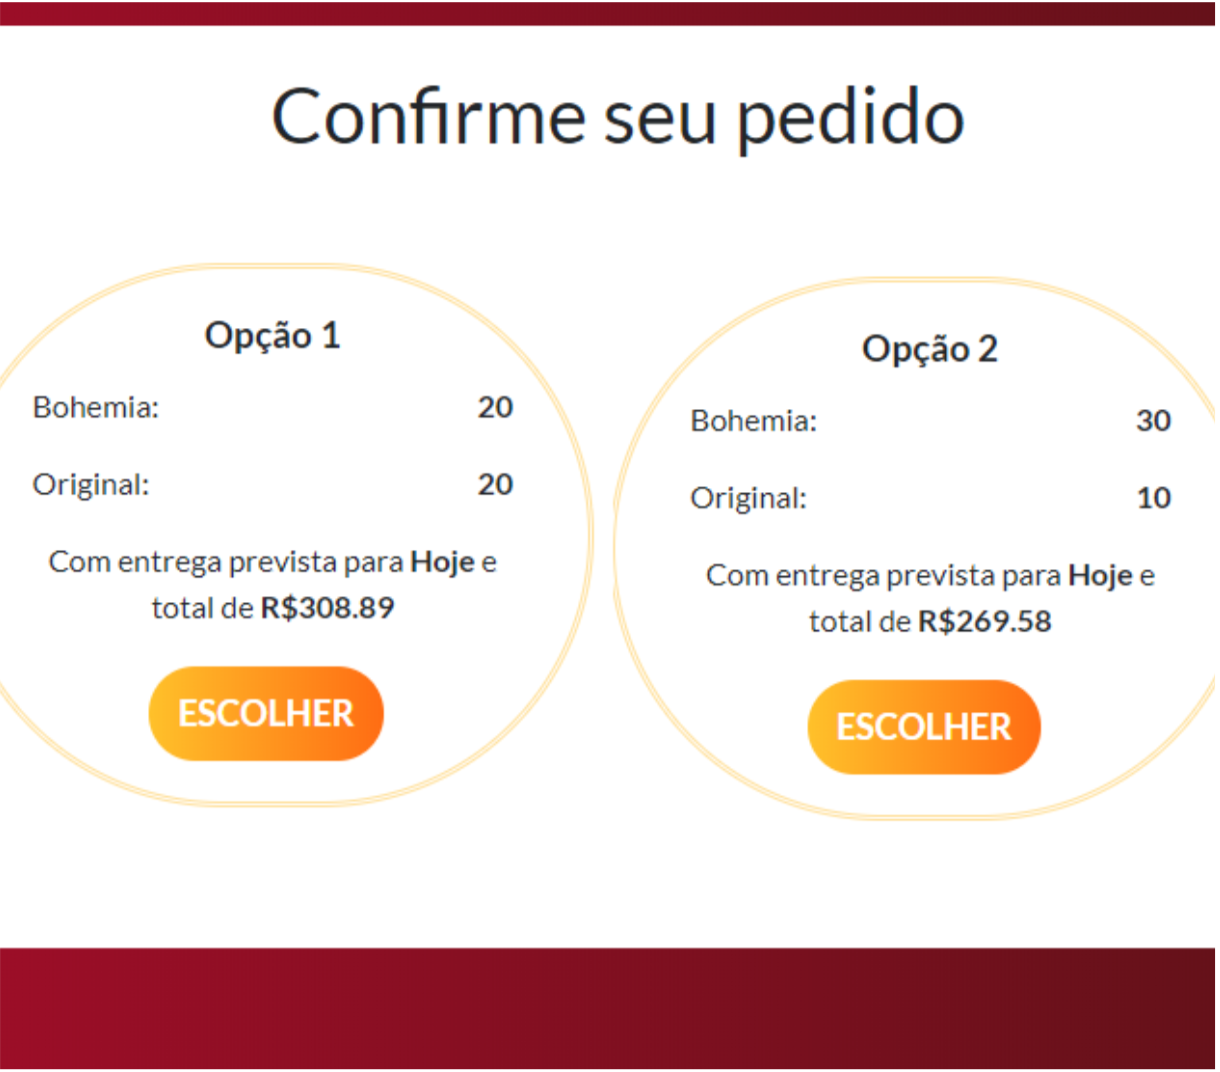 Confirme seu pedido
Opção 1
Bohemia: 20
Original: 20
Com entrega prevista para Hoje e
total de R$308.89
ESCOLHER
Opção 2
Bohemia: 30
Original: 10
Com entrega prevista para Hoje e
total de R$269.58
ESCOLHER